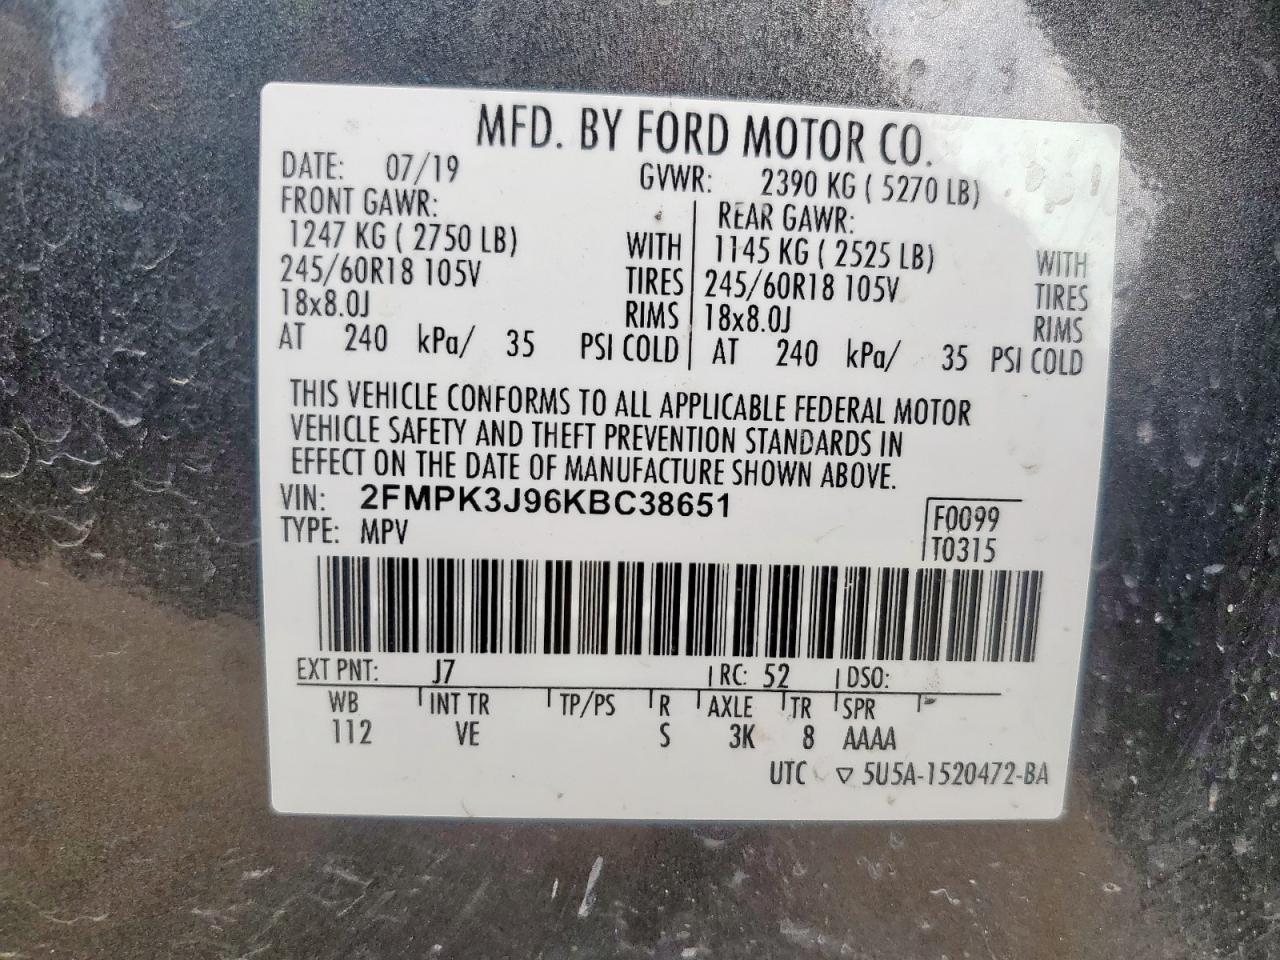 MFD. BY FORD MOTOR CO.
DATE: 07/19 GVWR: 2390 KG ( 5270 LB)
FRONT GAWR: REAR GAWR:
1247 KG ( 2750 LB) WITH 1145 KG ( 2525 LB) WITH
245/60R18 105V TIRES 245/60R18 105V TIRES
18x8.0J RIMS 18x8.0J RIMS
AT 240 kPa/ 35 PSI COLD AT 240 kPa/ 35 PSI COLD
THIS VEHICLE CONFORMS TO ALL APPLICABLE FEDERAL MOTOR
VEHICLE SAFETY AND THEFT PREVENTION STANDARDS IN
EFFECT ON THE DATE OF MANUFACTURE SHOWN ABOVE.
VIN: 2FMPK3J96KBC38651
TYPE: MPV
F0099
T0315
EXT PNT: J7 RC: 52 DSO:
WB INT TR TP/PS R AXLE TR SPR
112 VE S 3K 8 AAAA
UTC ▽ 5U5A-1520472-BA